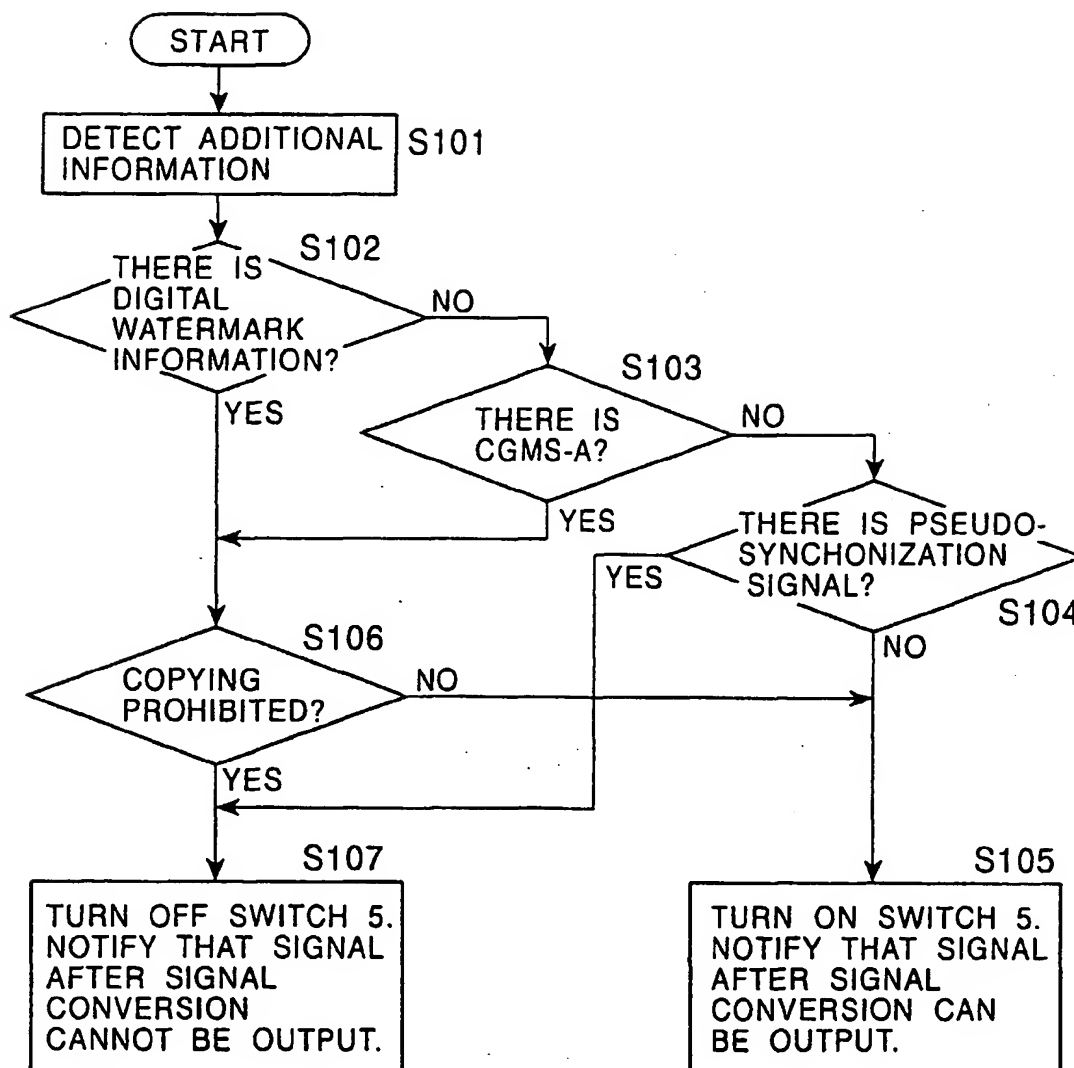 START
DETECT ADDITIONAL
INFORMATION
S101
S102
THERE IS
DIGITAL
WATERMARK
INFORMATION?
NO
YES
S103
THERE IS
CGMS-A?
NO
YES
THERE IS PSEUDO-
SYNCHONIZATION
SIGNAL?
YES
S104
NO
S106
COPYING
PROHIBITED?
NO
YES
S107
TURN OFF SWITCH 5.
NOTIFY THAT SIGNAL
AFTER SIGNAL
CONVERSION
CANNOT BE OUTPUT.
S105
TURN ON SWITCH 5.
NOTIFY THAT SIGNAL
AFTER SIGNAL
CONVERSION CAN
BE OUTPUT.